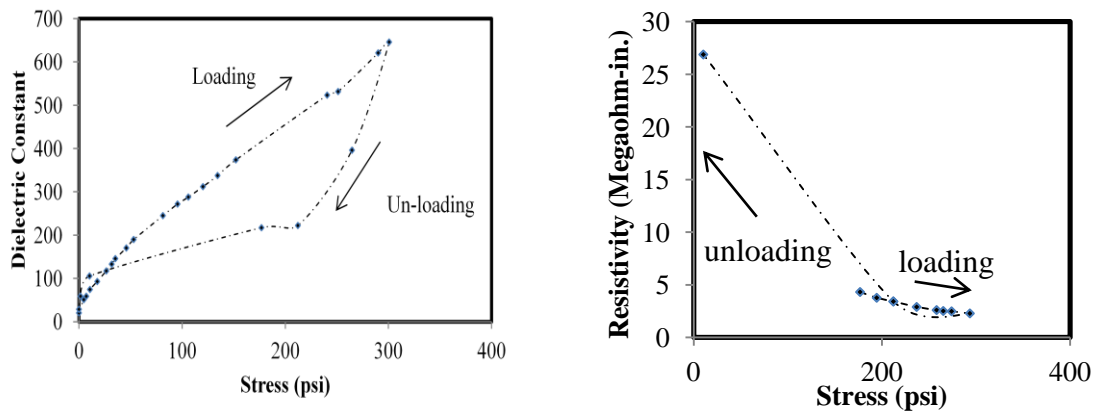 Dielectric Constant
700
600
500
400
300
200
100
0
Loading
Un-loading
0 100 200 300 400
Stress (psi)
Resistivity (Megaohm-in.)
30
25
20
15
10
5
0
unloading
loading
0 200 400
Stress (psi)